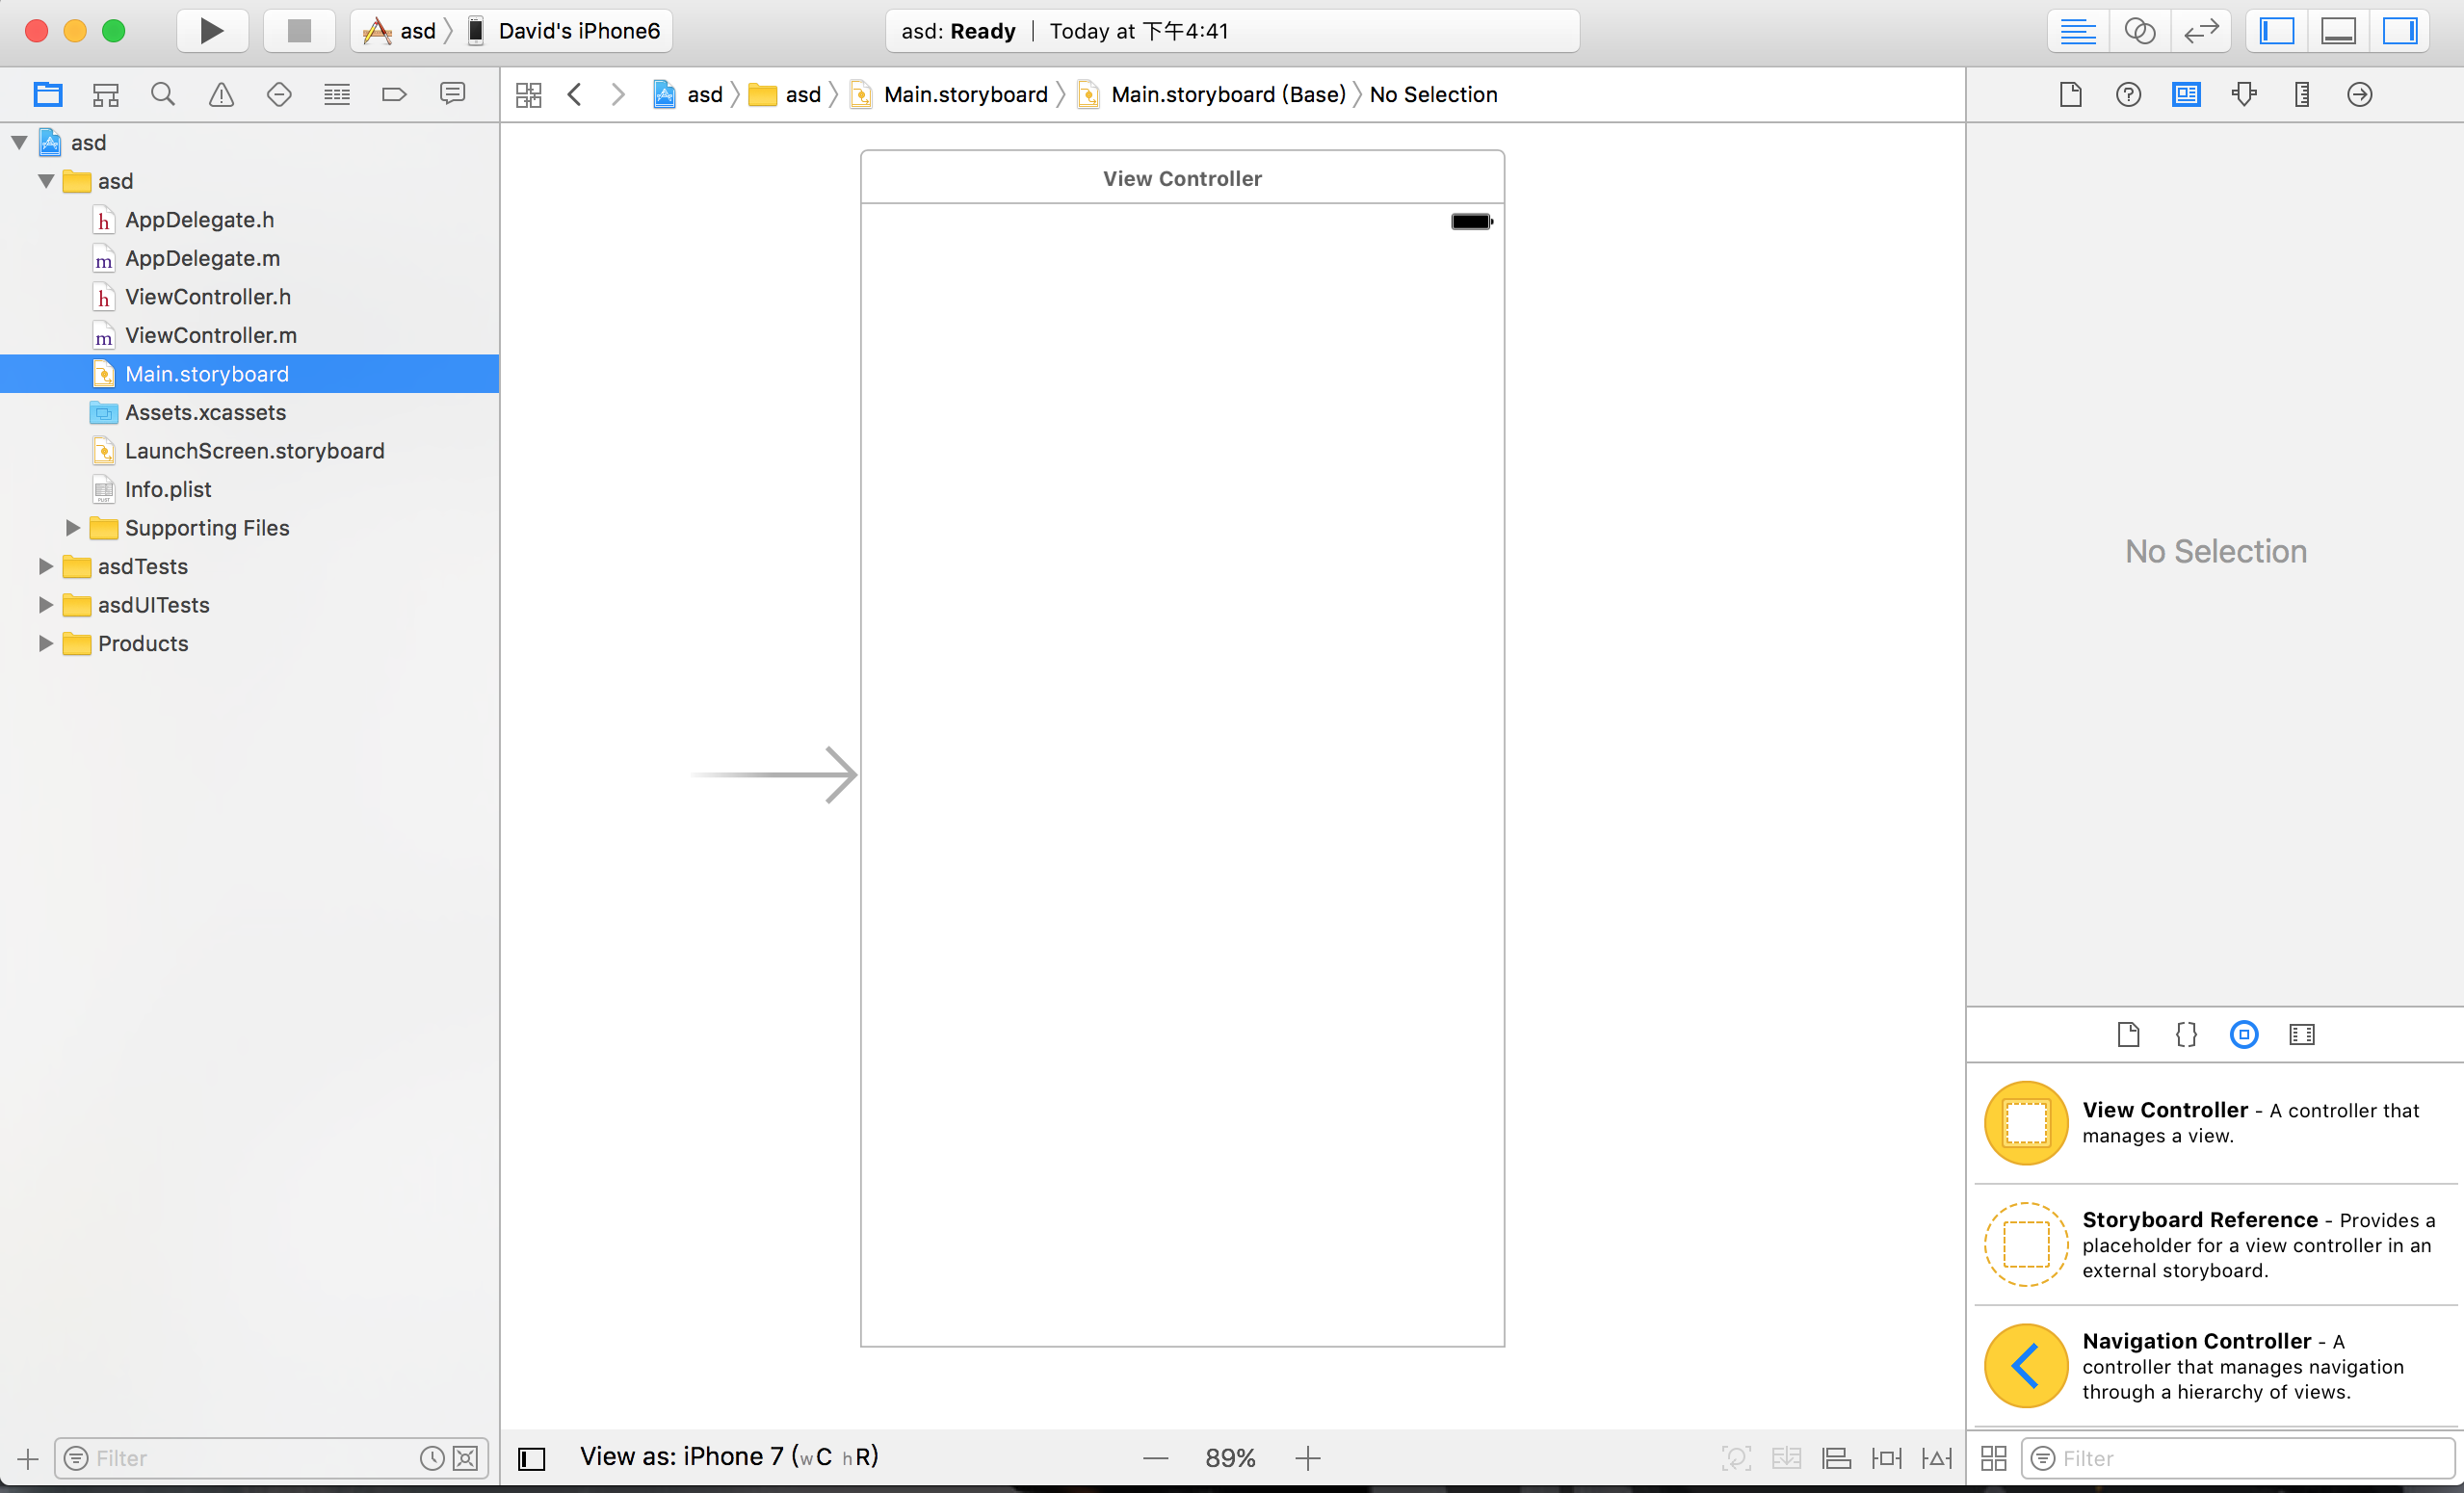 asd David's iPhone6
asd: Ready | Today at 下午4:41
asd asd Main.storyboard Main.storyboard (Base) No Selection
asd
asd
AppDelegate.h
AppDelegate.m
ViewController.h
ViewController.m
Main.storyboard
Assets.xcassets
LaunchScreen.storyboard
Info.plist
Supporting Files
asdTests
asdUITests
Products
Filter
View Controller
View as: iPhone 7 (wC hR)
89%
No Selection
View Controller - A controller that
manages a view.
Storyboard Reference - Provides a
placeholder for a view controller in an
external storyboard.
Navigation Controller - A
controller that manages navigation
through a hierarchy of views.
Filter